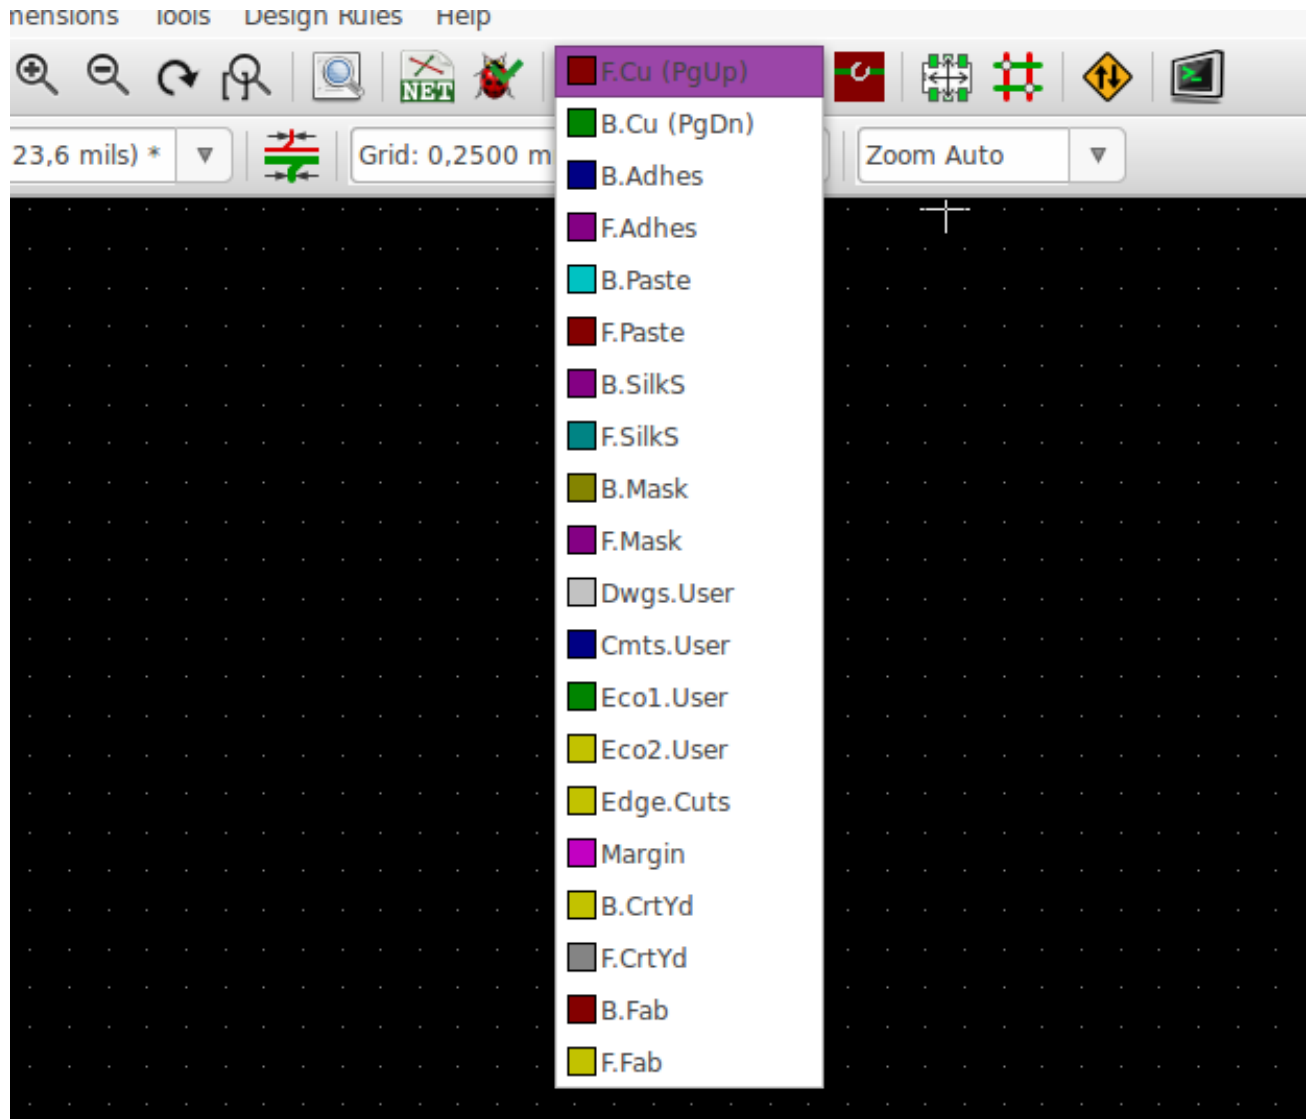 Tools Design Rules Help
NET
F.Cu (PgUp)
23,6 mils) *
Grid: 0,2500 m
Zoom Auto
B.Cu (PgDn)
B.Adhes
F.Adhes
B.Paste
F.Paste
B.SilkS
F.SilkS
B.Mask
F.Mask
Dwgs.User
Cmts.User
Eco1.User
Eco2.User
Edge.Cuts
Margin
B.CrtYd
F.CrtYd
B.Fab
F.Fab